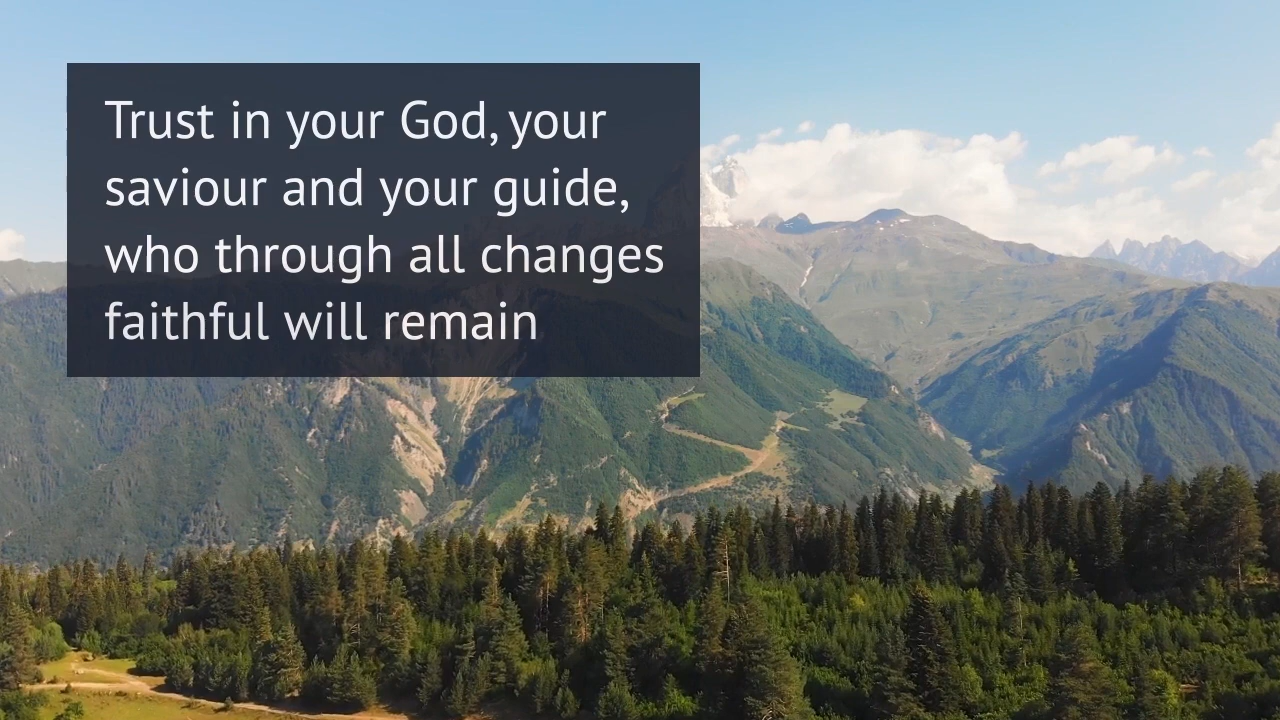 Trust in your God, your
saviour and your guide,
who through all changes
faithful will remain